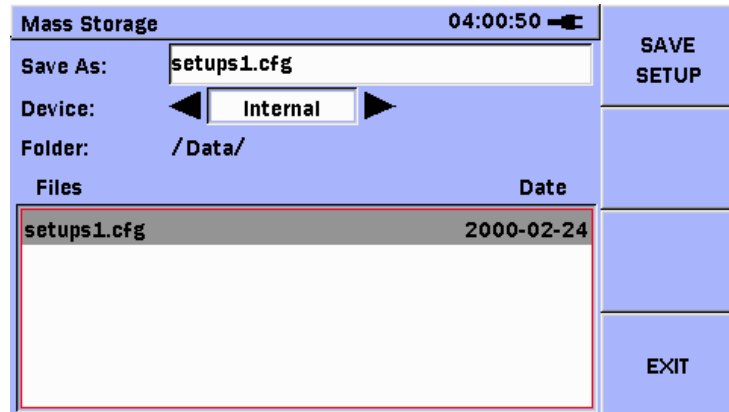 Mass Storage 04:00:50
SAVE
SETUP
Save As: setups1.cfg
Device: Internal
Folder: /Data/
Files Date
setups1.cfg 2000-02-24
EXIT